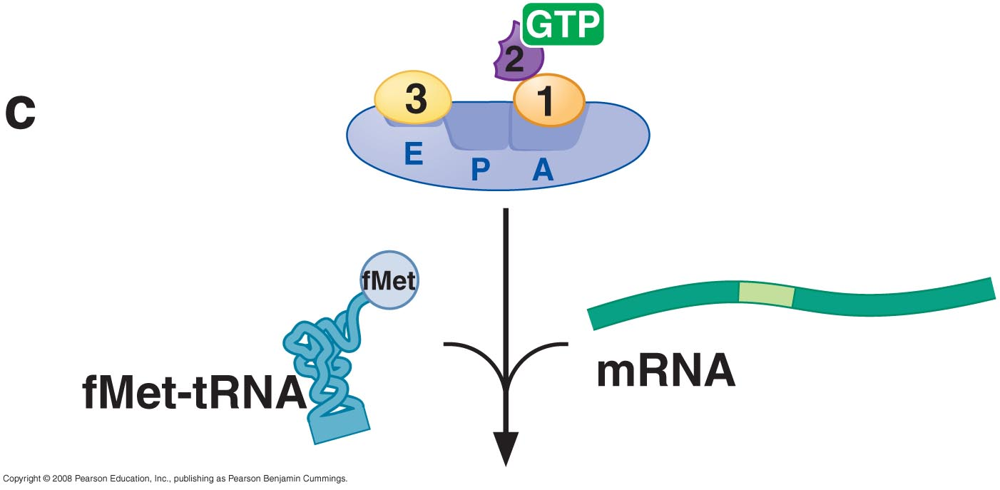 GTP
2
c
3
1
E
P
A
fMet
mRNA
fMet-tRNA
Copyright © 2008 Pearson Education, Inc., publishing as Pearson Benjamin Cummings.